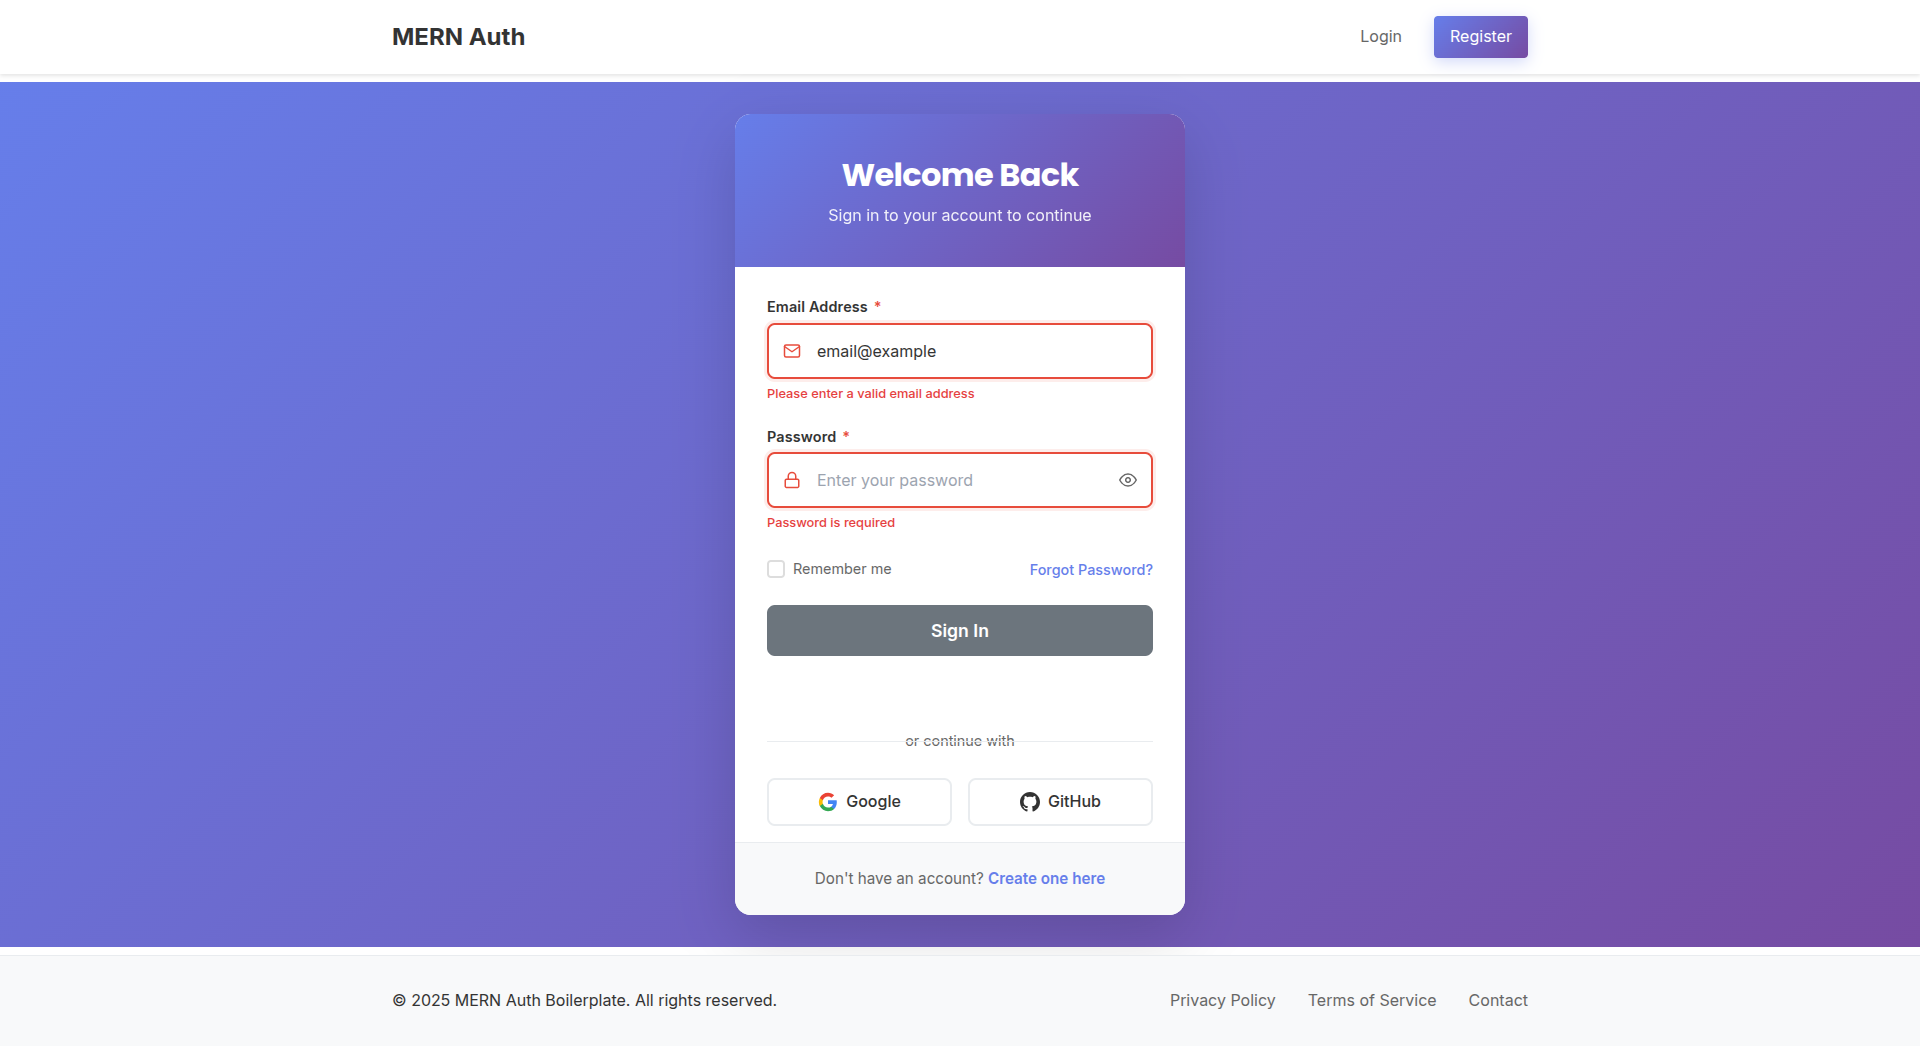 MERN Auth
Login
Register
Welcome Back
Sign in to your account to continue
Email Address *
email@example
Please enter a valid email address
Password *
Enter your password
Password is required
Remember me
Forgot Password?
Sign In
or continue with
Google
GitHub
Don't have an account? Create one here
© 2025 MERN Auth Boilerplate. All rights reserved.
Privacy Policy
Terms of Service
Contact